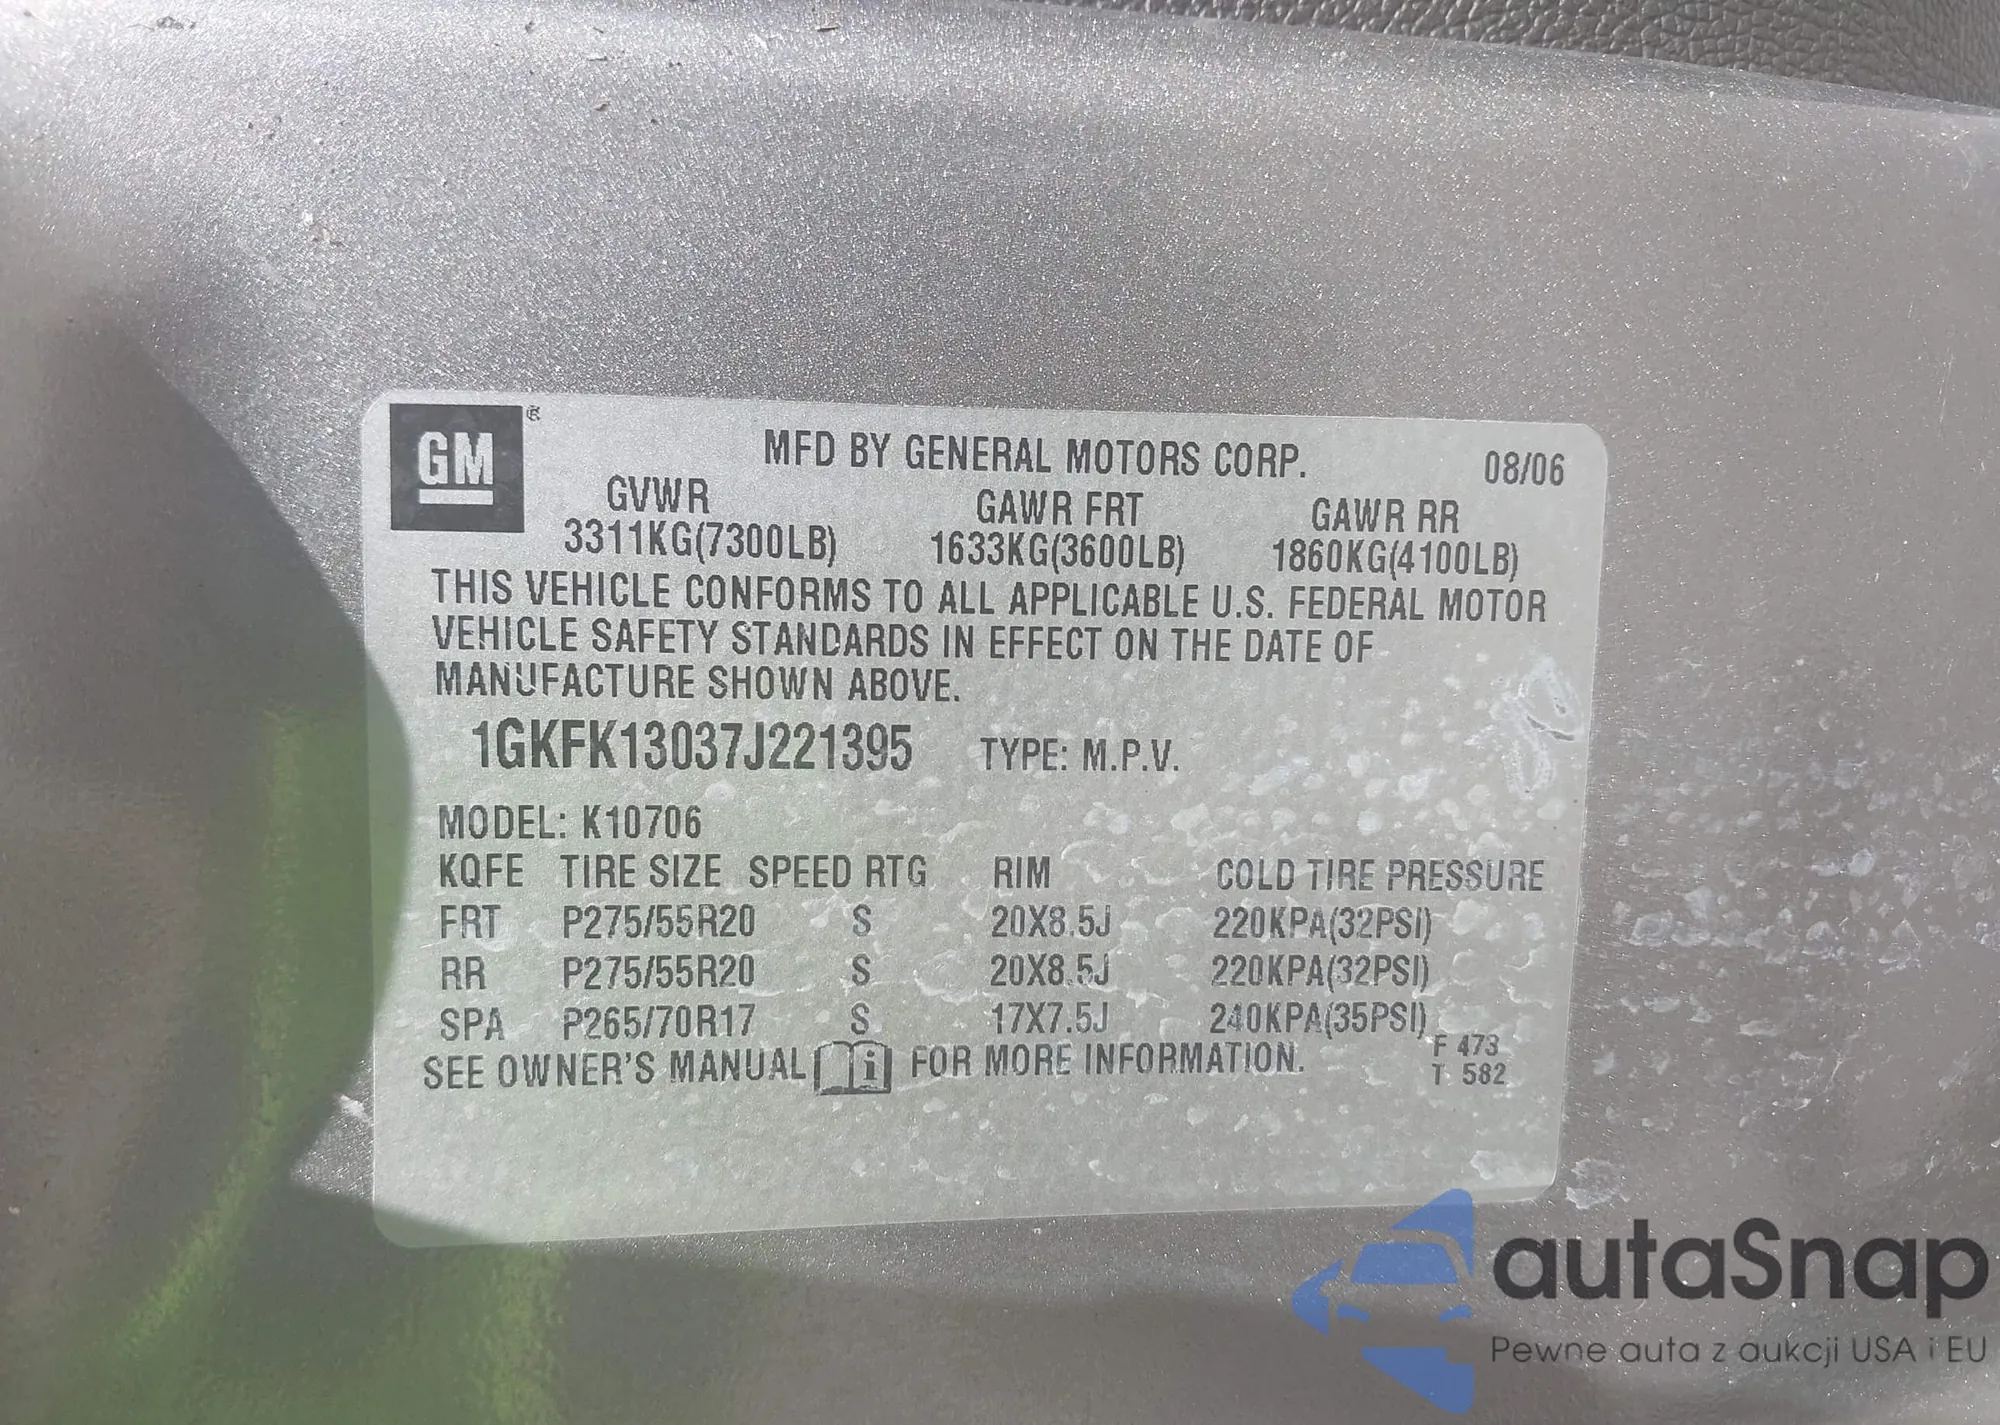 GM ®
MFD BY GENERAL MOTORS CORP. 08/06
GVWR GAWR FRT GAWR RR
3311KG(7300LB) 1633KG(3600LB) 1860KG(4100LB)
THIS VEHICLE CONFORMS TO ALL APPLICABLE U.S. FEDERAL MOTOR
VEHICLE SAFETY STANDARDS IN EFFECT ON THE DATE OF
MANUFACTURE SHOWN ABOVE.
1GKFK13037J221395 TYPE: M.P.V.
MODEL: K10706
KQFE TIRE SIZE SPEED RTG RIM COLD TIRE PRESSURE
FRT P275/55R20 S 20X8.5J 220KPA(32PSI)
RR P275/55R20 S 20X8.5J 220KPA(32PSI)
SPA P265/70R17 S 17X7.5J 240KPA(35PSI)
SEE OWNER'S MANUAL i FOR MORE INFORMATION.
F 473
T 582
autaSnap
Pewne auta z aukcji USA i EU